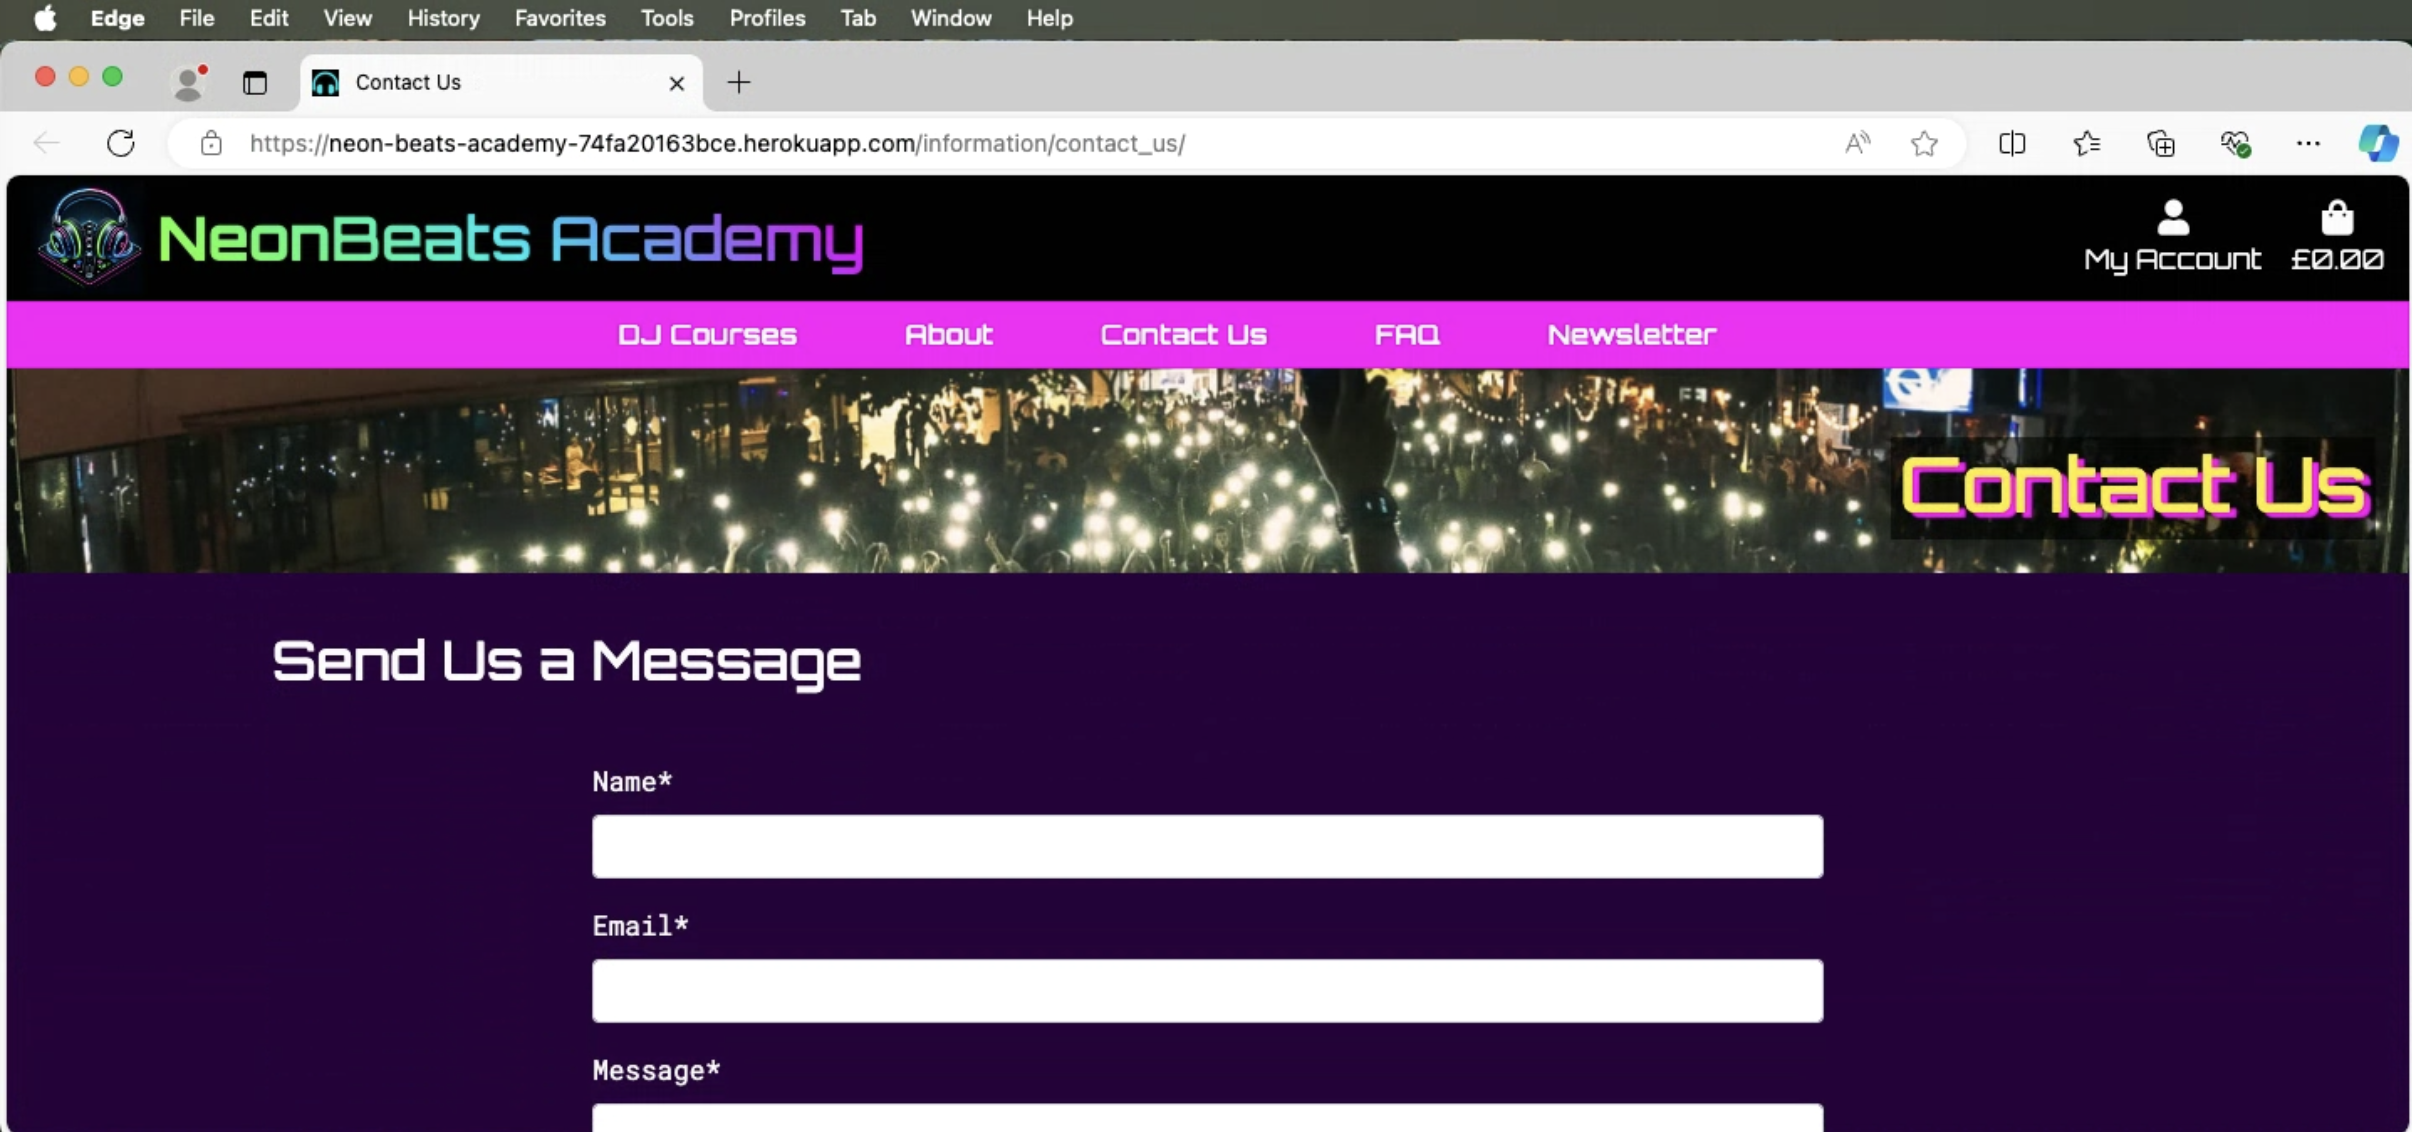 Edge File Edit View History Favorites Tools Profiles Tab Window Help
Contact Us
https://neon-beats-academy-74fa20163bce.herokuapp.com/information/contact_us/
NeonBeats Academy
My Account £0.00
DJ Courses About Contact Us FAQ Newsletter
Contact Us
Send Us a Message
Name*
Email*
Message*